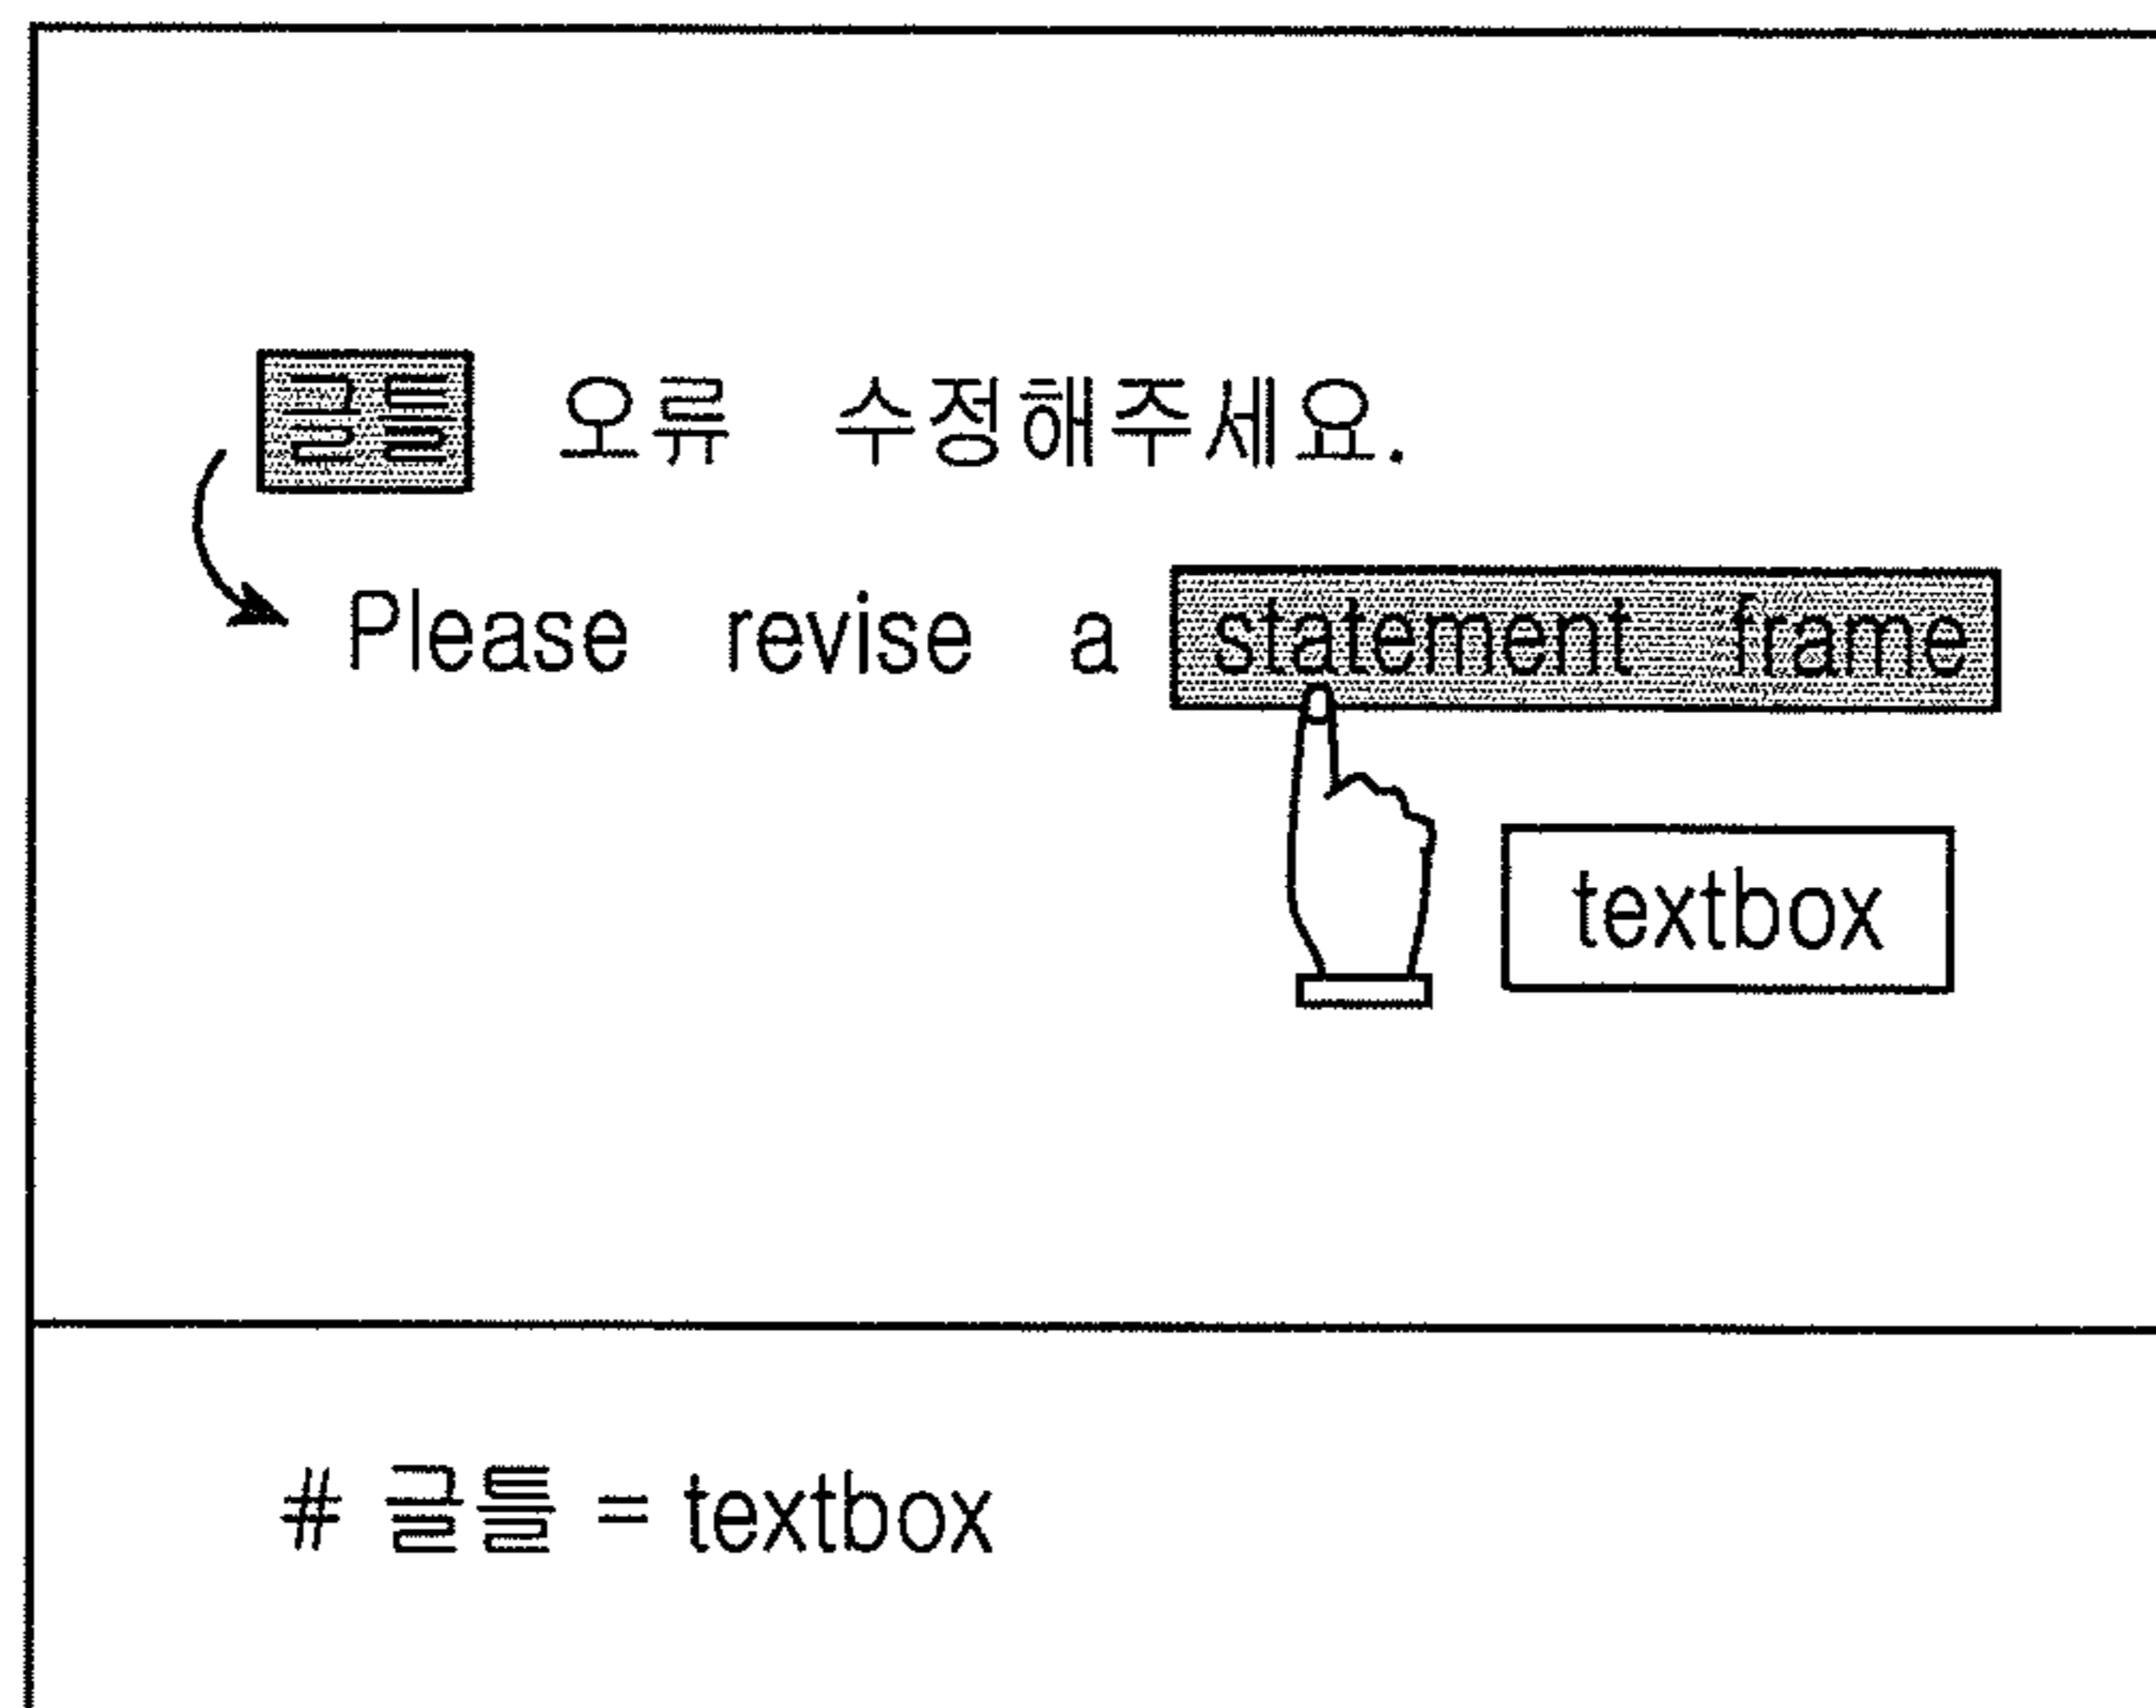 글틀 오류 수정해주세요.
Please revise a statement frame
textbox
# 글틀 = textbox